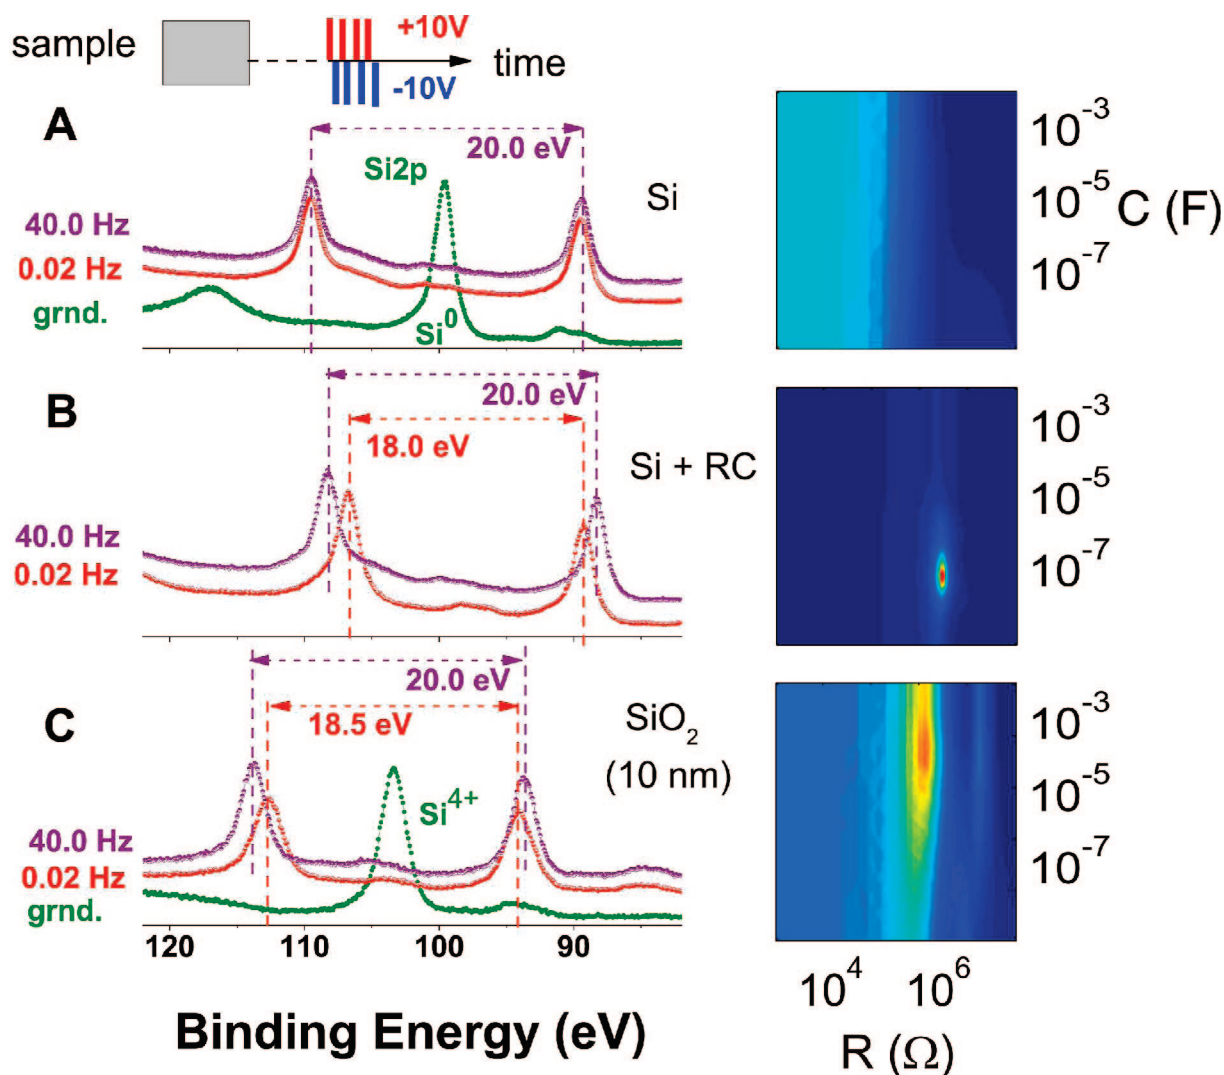 sample
+10V
-10V
time
A
20.0 eV
Si2p
Si
40.0 Hz
0.02 Hz
grnd.
Si⁰
10⁻³
10⁻⁵
C (F)
10⁻⁷
B
20.0 eV
18.0 eV
Si + RC
40.0 Hz
0.02 Hz
10⁻³
10⁻⁵
10⁻⁷
C
20.0 eV
18.5 eV
SiO₂
(10 nm)
Si⁴⁺
40.0 Hz
0.02 Hz
grnd.
10⁻³
10⁻⁵
10⁻⁷
120 110 100 90
10⁴ 10⁶
Binding Energy (eV)
R (Ω)